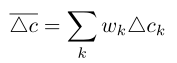 $\overline{\triangle c} = \sum_{k} w_k \triangle c_k$